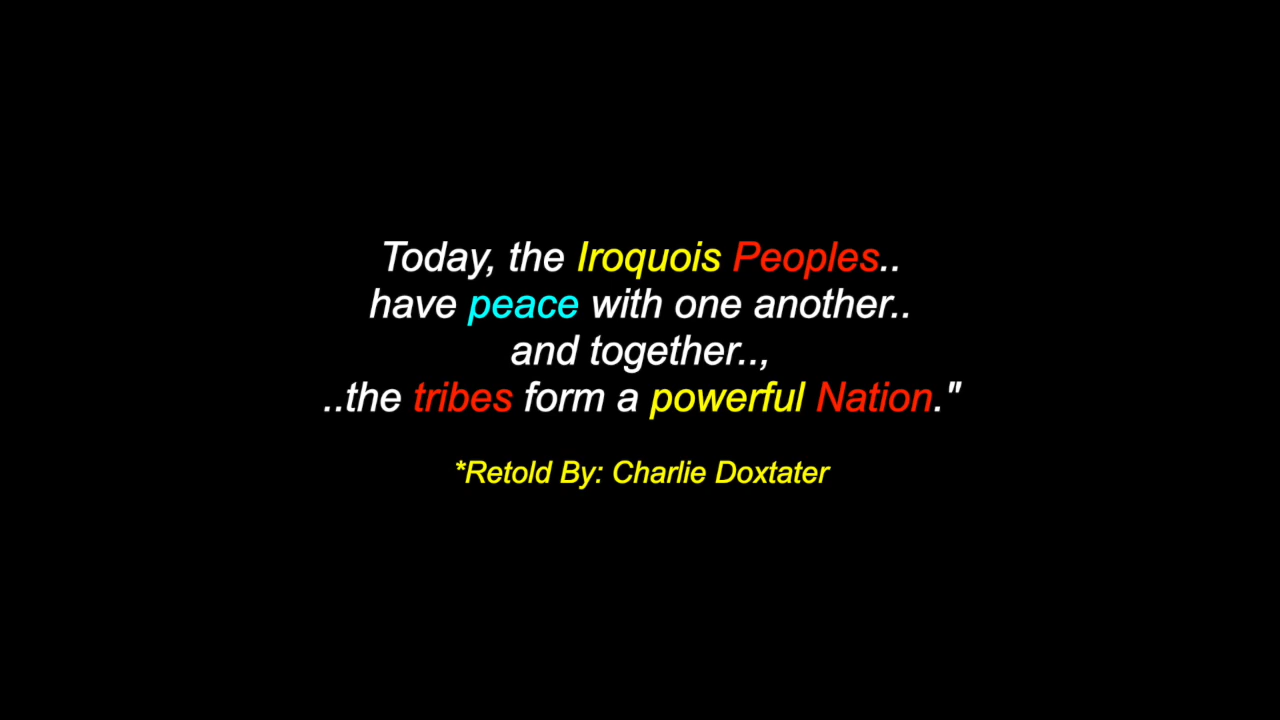 Today, the Iroquois Peoples..
have peace with one another..
and together..,
..the tribes form a powerful Nation."
*Retold By: Charlie Doxtater